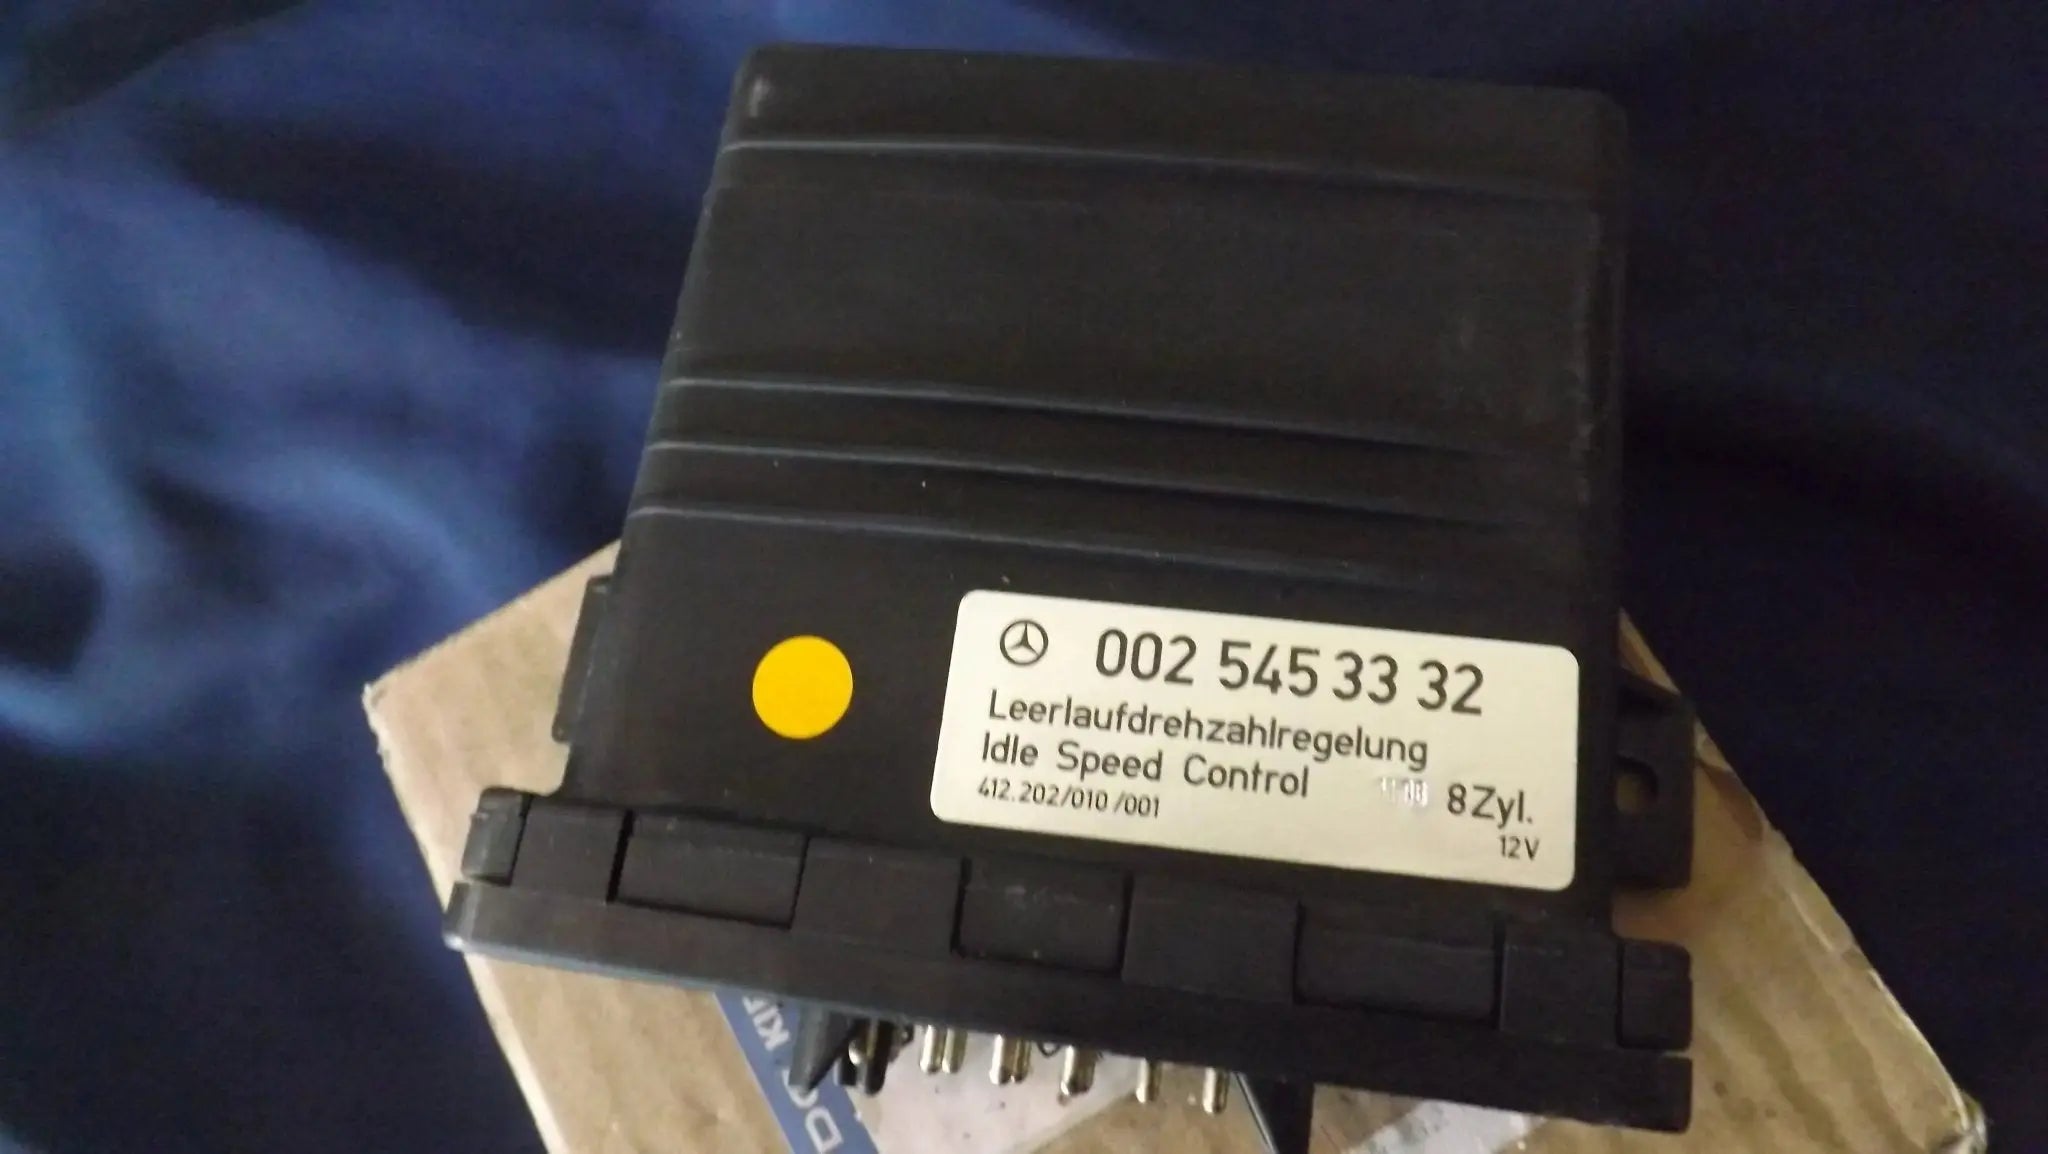 002 545 33 32
Leerlaufdrehzahlregelung
Idle Speed Control
8Zyl.
412.202/010/001
12V